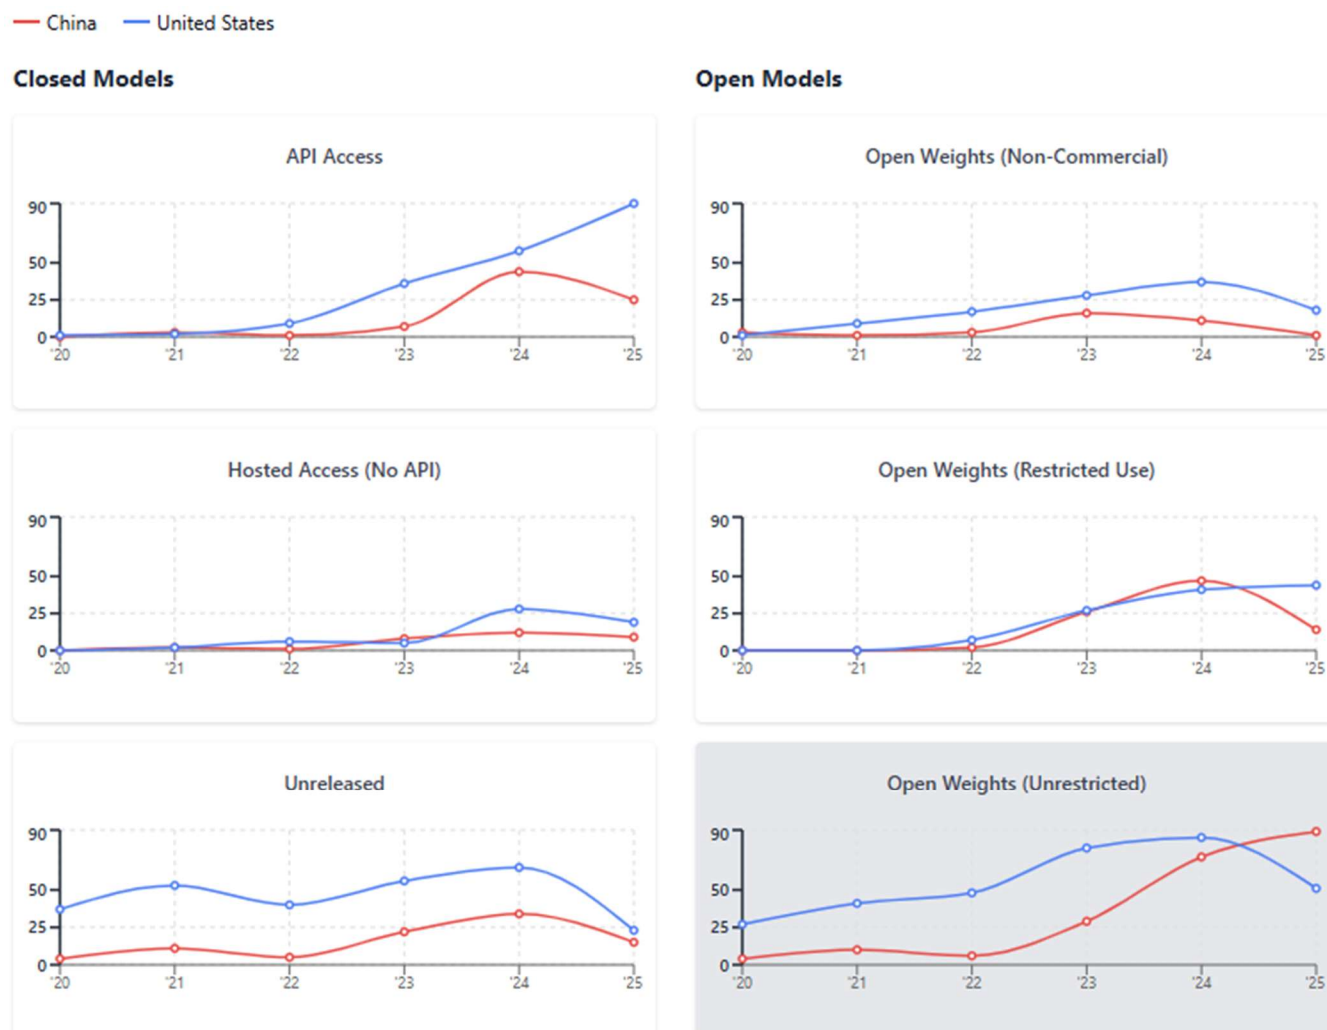 China United States
Closed Models
Open Models
API Access
90
50
25
0
'20 '21 '22 '23 '24 '25
Open Weights (Non-Commercial)
90
50
25
0
'20 '21 '22 '23 '24 '25
Hosted Access (No API)
90
50
25
0
'20 '21 '22 '23 '24 '25
Open Weights (Restricted Use)
90
50
25
0
'20 '21 '22 '23 '24 '25
Unreleased
90
50
25
0
'20 '21 '22 '23 '24 '25
Open Weights (Unrestricted)
90
50
25
0
'20 '21 '22 '23 '24 '25